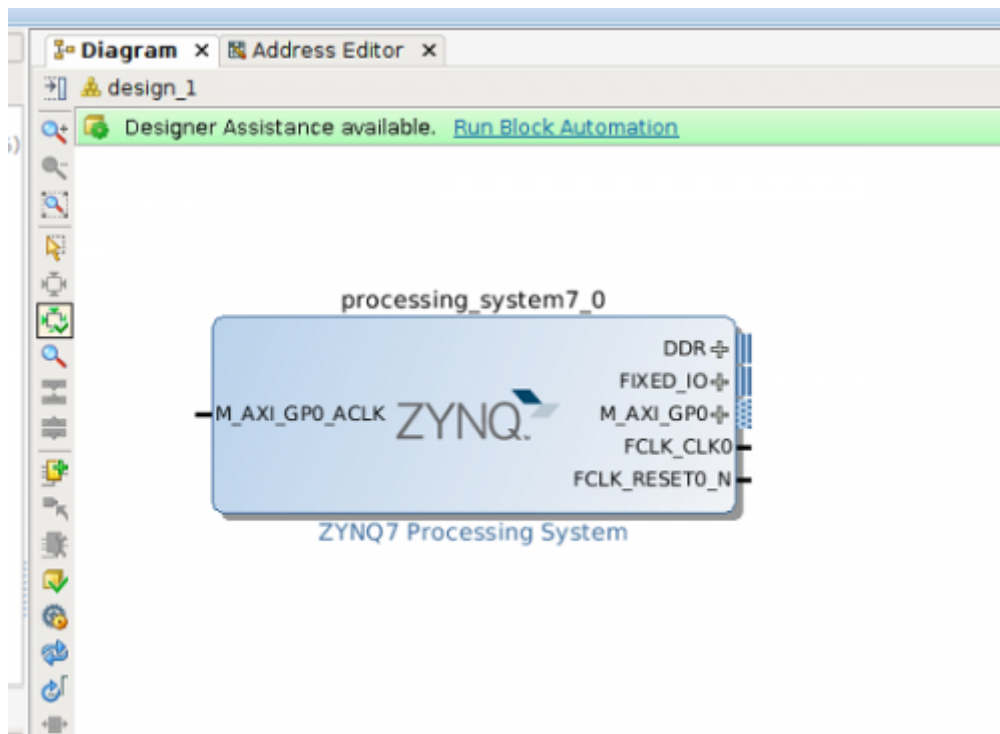 Diagram × Address Editor ×
design_1
Designer Assistance available. Run Block Automation
processing_system7_0
DDR
FIXED_IO
M_AXI_GP0_ACLK ZYNQ. M_AXI_GP0
FCLK_CLK0
FCLK_RESET0_N
ZYNQ7 Processing System